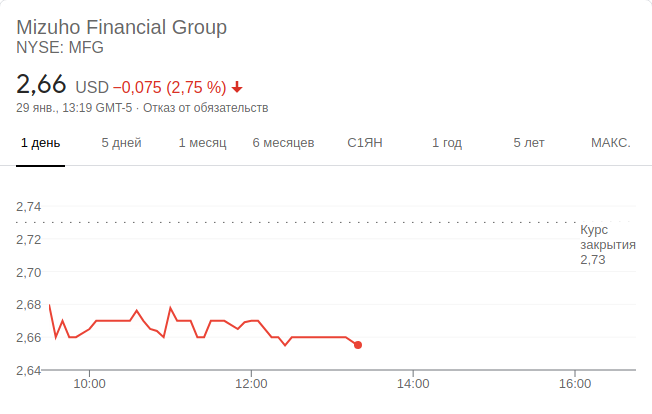 Mizuho Financial Group
NYSE: MFG
2,66 USD −0,075 (2,75 %)
29 янв., 13:19 GMT-5 · Отказ от обязательств
1 день 5 дней 1 месяц 6 месяцев С1ЯН 1 год 5 лет МАКС.
2,74
2,72
2,70
2,68
2,66
2,64
Курс
закрытия
2,73
10:00 12:00 14:00 16:00